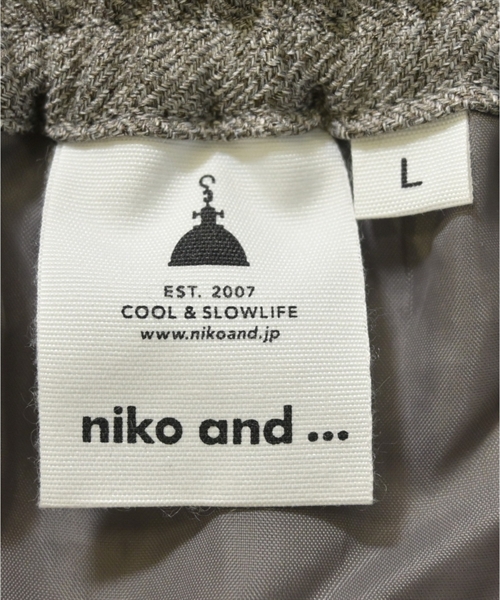 L
EST. 2007
COOL & SLOWLIFE
www.nikoand.jp
niko and ...